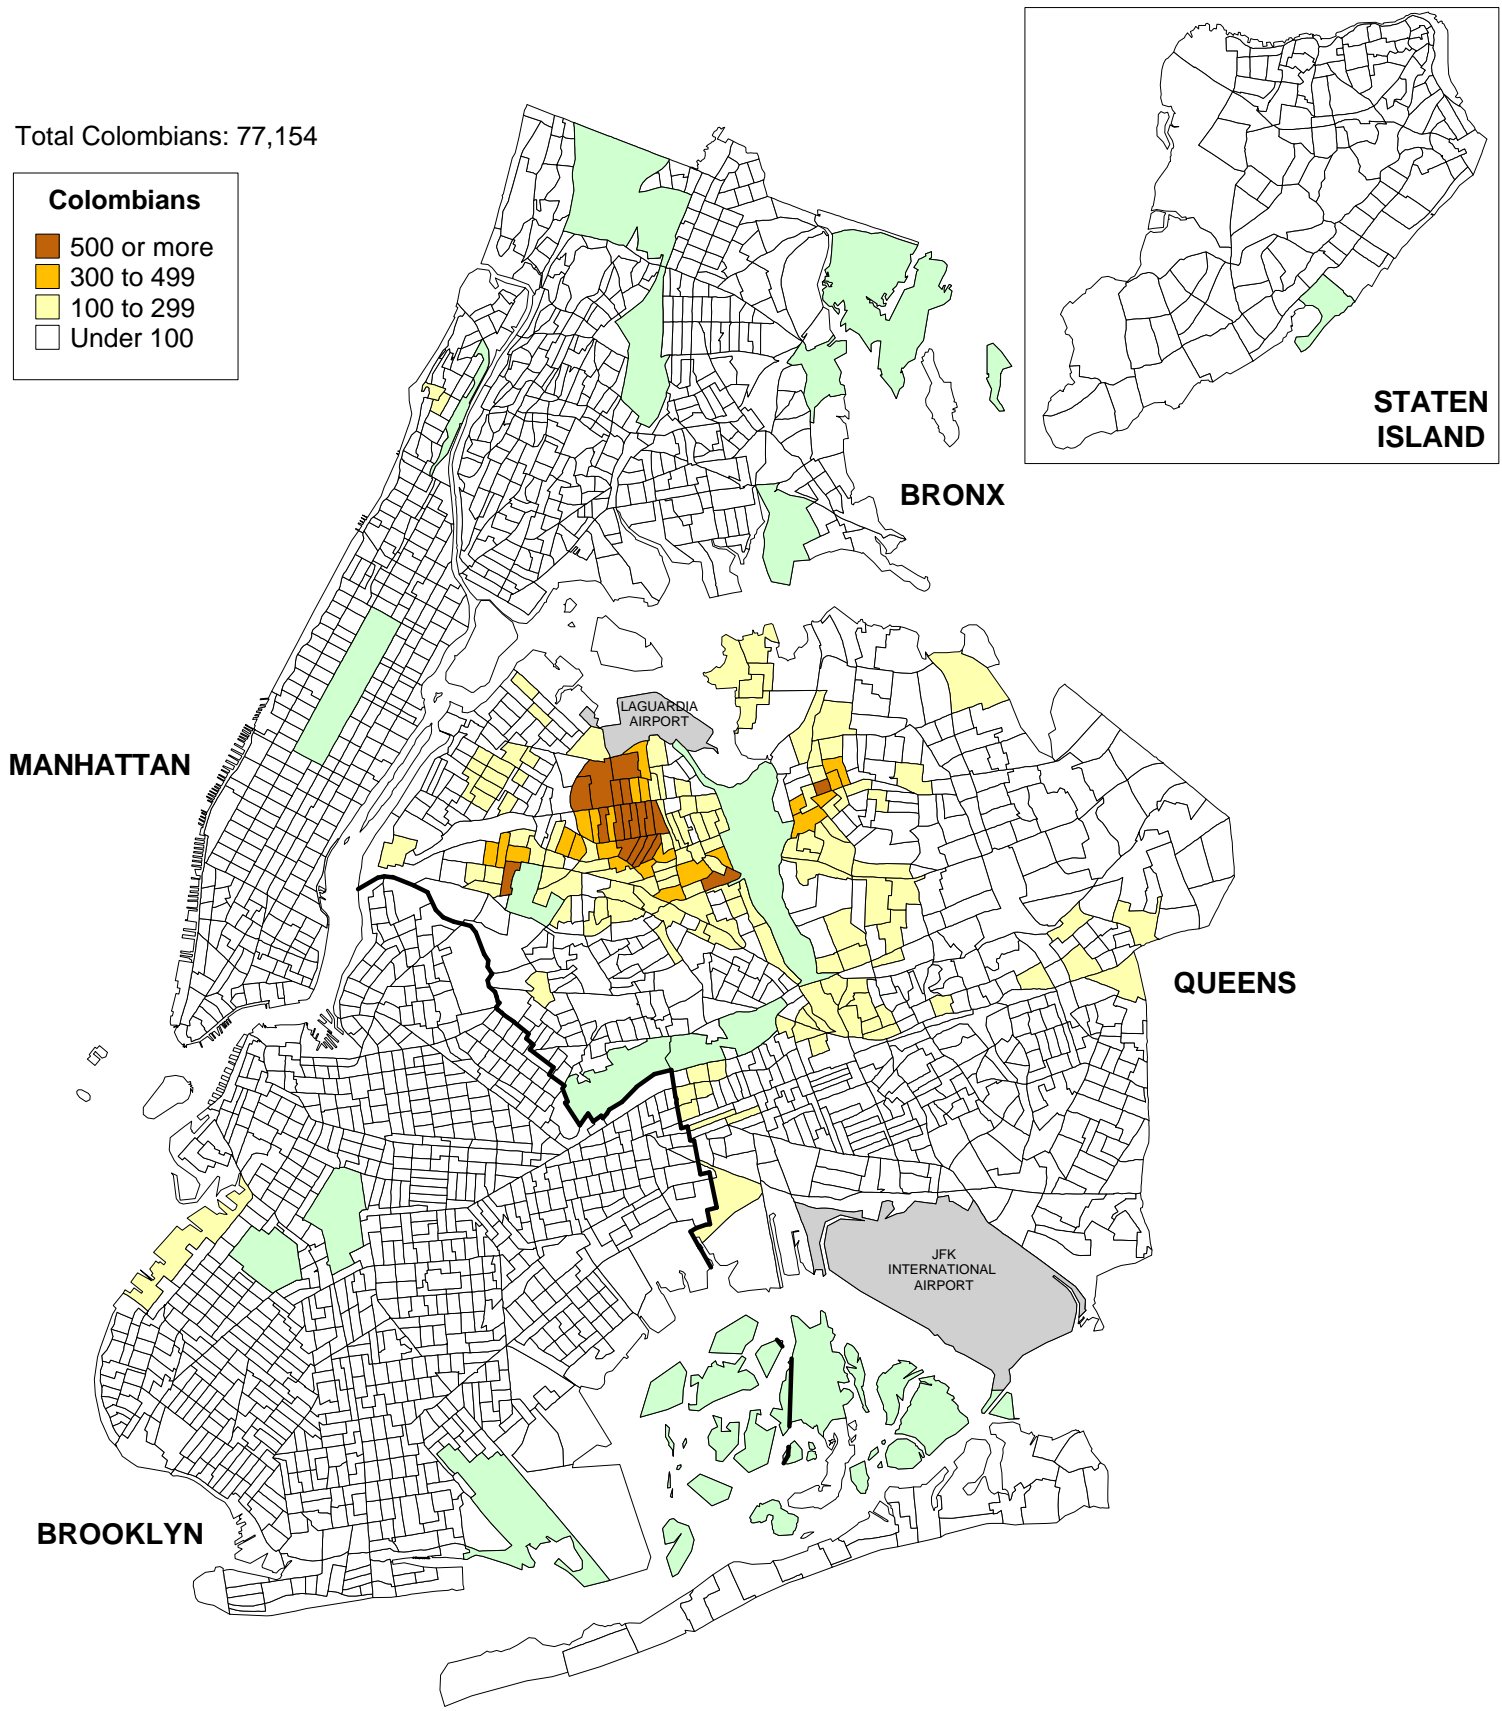 Total Colombians: 77,154
Colombians
500 or more
300 to 499
100 to 299
Under 100
STATEN
ISLAND
BRONX
LAGUARDIA
AIRPORT
MANHATTAN
QUEENS
JFK
INTERNATIONAL
AIRPORT
BROOKLYN